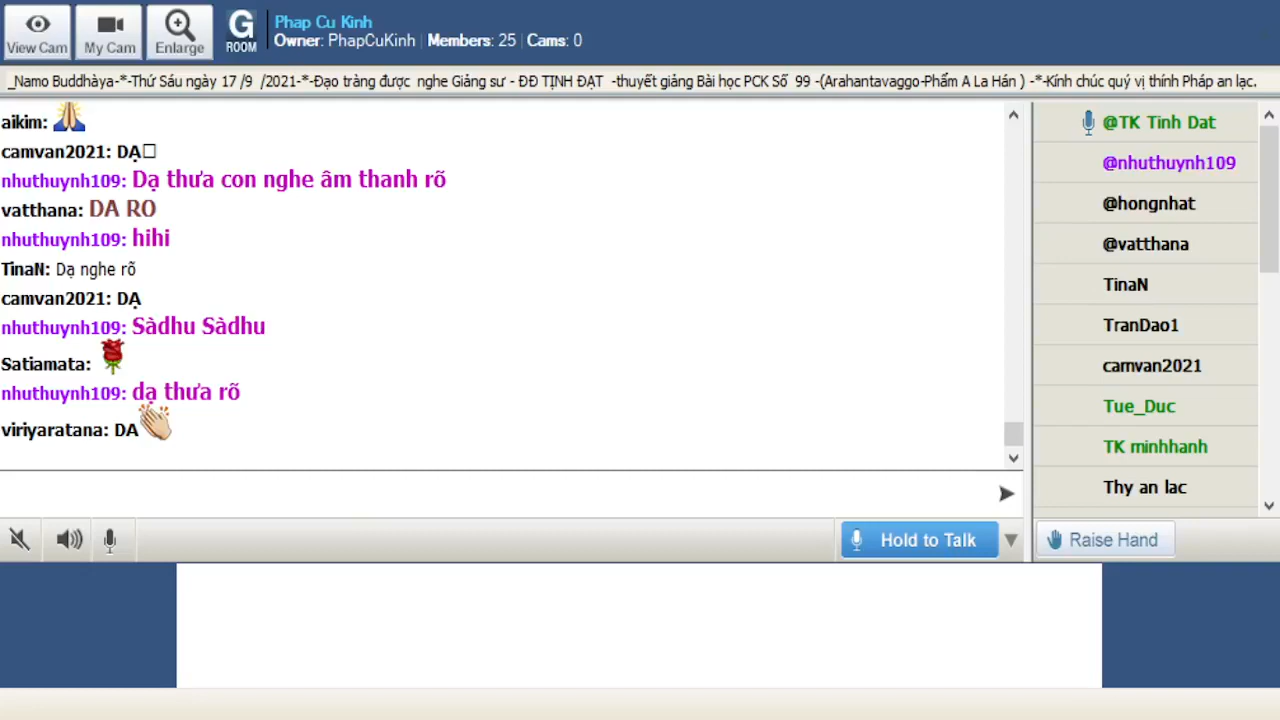 View Cam
My Cam
Enlarge
G
ROOM
Phap Cu Kinh
Owner: PhapCuKinh Members: 25 Cams: 0
_Namo Buddhàya-*-Thứ Sáu ngày 17 /9 /2021-*-Đạo tràng được nghe Giảng sư - ĐĐ TỊNH ĐẠT -thuyết giảng Bài học PCK Số 99 -(Arahantavaggo-Phẩm A La Hán ) -*-Kính chúc quý vị thính Pháp an lạc.
aikim:
camvan2021: DẠ
nhuthuynh109: Dạ thưa con nghe âm thanh rõ
vatthana: DA RO
nhuthuynh109: hihi
TinaN: Dạ nghe rõ
camvan2021: DẠ
nhuthuynh109: Sàdhu Sàdhu
Satiamata:
nhuthuynh109: dạ thưa rõ
viriyaratana: DA
@TK Tinh Dat
@nhuthuynh109
@hongnhat
@vatthana
TinaN
TranDao1
camvan2021
Tue_Duc
TK minhhanh
Thy an lac
Hold to Talk
Raise Hand